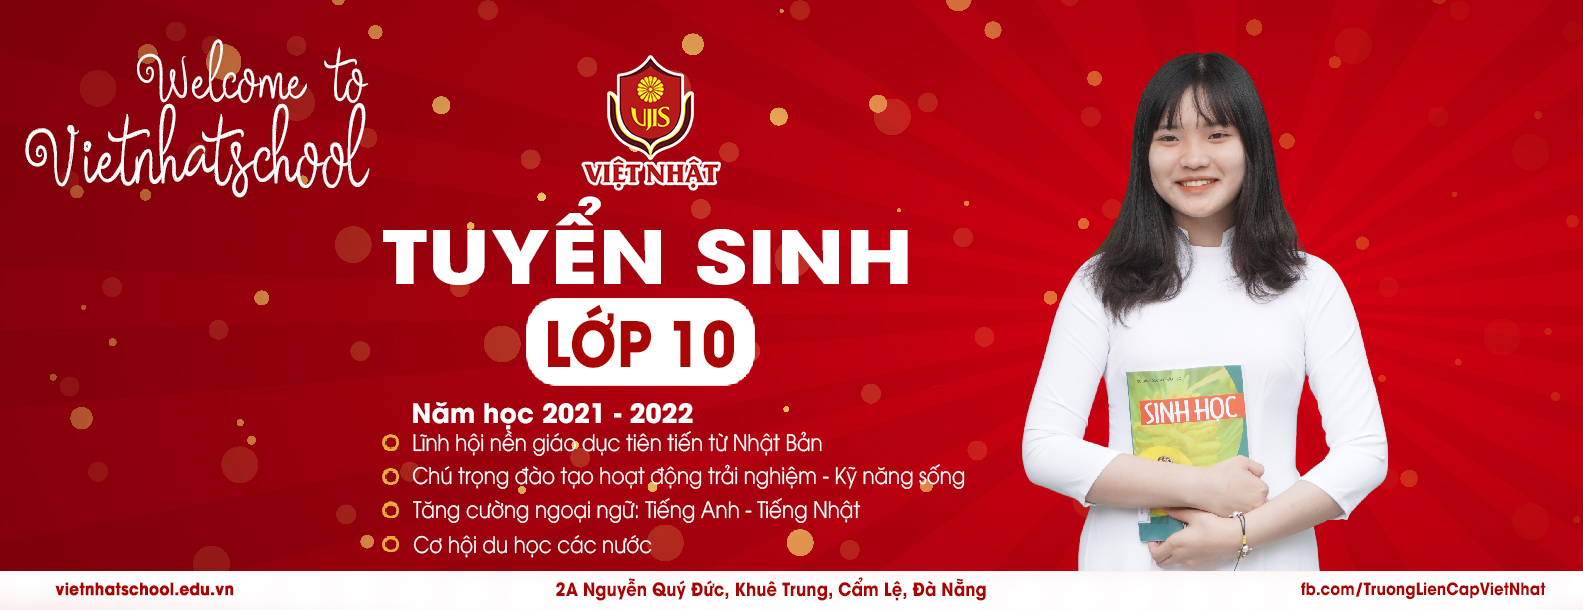 Welcome to
Vietnhatschool
VJIS
VIỆT NHẬT
TUYỂN SINH
LỚP 10
Năm học 2021 - 2022
Lĩnh hội nền giáo dục tiên tiến từ Nhật Bản
Chú trọng đào tạo hoạt động trải nghiệm - Kỹ năng sống
Tăng cường ngoại ngữ: Tiếng Anh - Tiếng Nhật
Cơ hội du học các nước
SINH HỌC
vietnhatschool.edu.vn
2A Nguyễn Quý Đức, Khuê Trung, Cẩm Lệ, Đà Nẵng
fb.com/TruongLienCapVietNhat